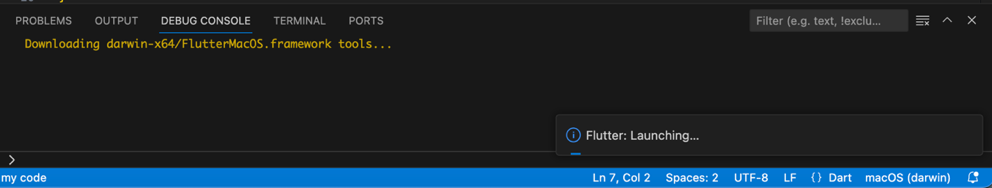 PROBLEMS OUTPUT DEBUG CONSOLE TERMINAL PORTS Filter (e.g. text, !exclu...
Downloading darwin-x64/FlutterMacOS.framework tools...
Flutter: Launching...
>
my code Ln 7, Col 2 Spaces: 2 UTF-8 LF {} Dart macOS (darwin)